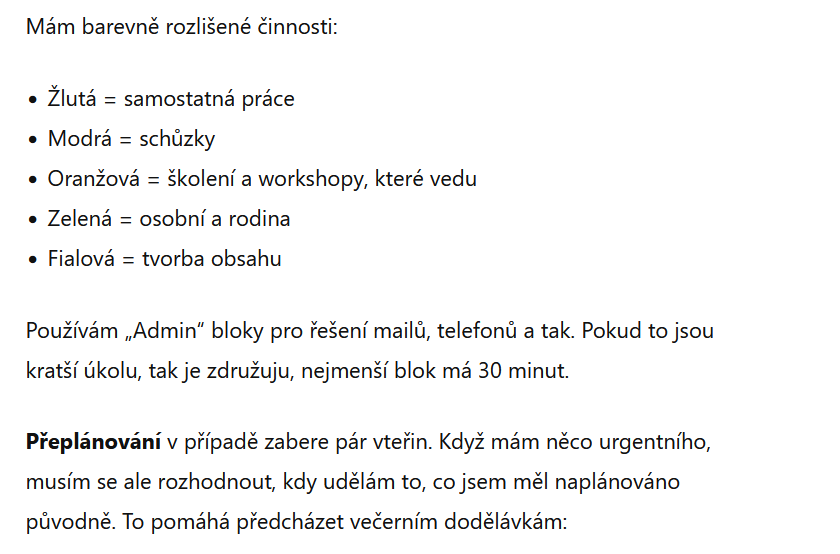 Mám barevně rozlišené činnosti:
• Žlutá = samostatná práce
• Modrá = schůzky
• Oranžová = školení a workshopy, které vedu
• Zelená = osobní a rodina
• Fialová = tvorba obsahu
Používám „Admin“ bloky pro řešení mailů, telefonů a tak. Pokud to jsou
kratší úkolu, tak je združuju, nejmenší blok má 30 minut.
Přeplánování v případě zabere pár vteřin. Když mám něco urgentního,
musím se ale rozhodnout, kdy udělám to, co jsem měl naplánováno
původně. To pomáhá předcházet večerním dodělávkám: